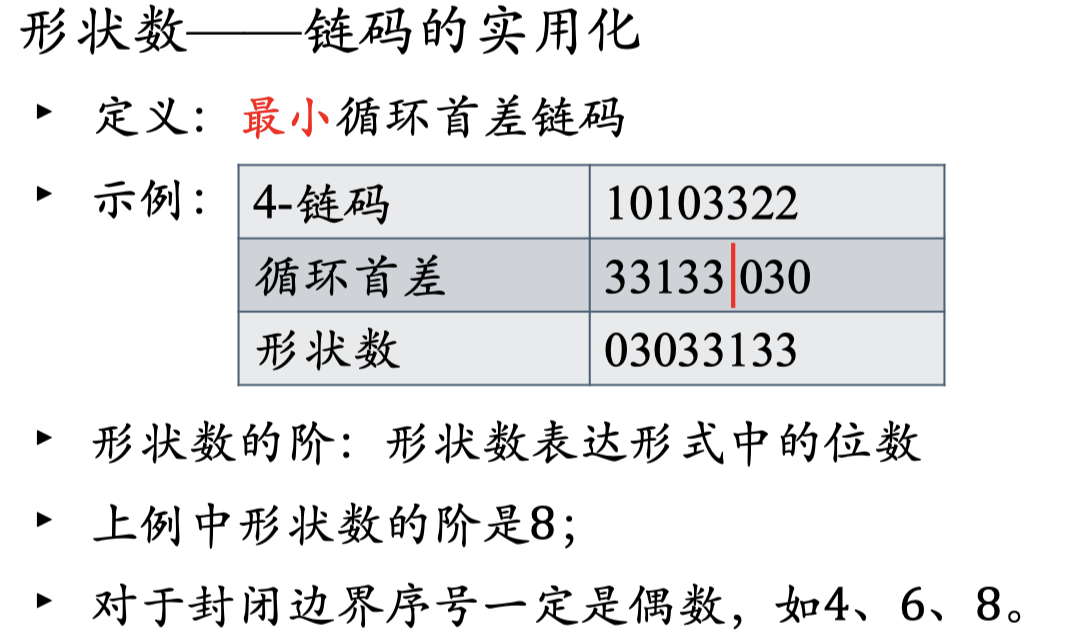 形状数——链码的实用化
▸ 定义：最小循环首差链码
▸ 示例：
4-链码 10103322
循环首差 33133|030
形状数 03033133
▸ 形状数的阶：形状数表达形式中的位数
▸ 上例中形状数的阶是8；
▸ 对于封闭边界序号一定是偶数，如4、6、8。